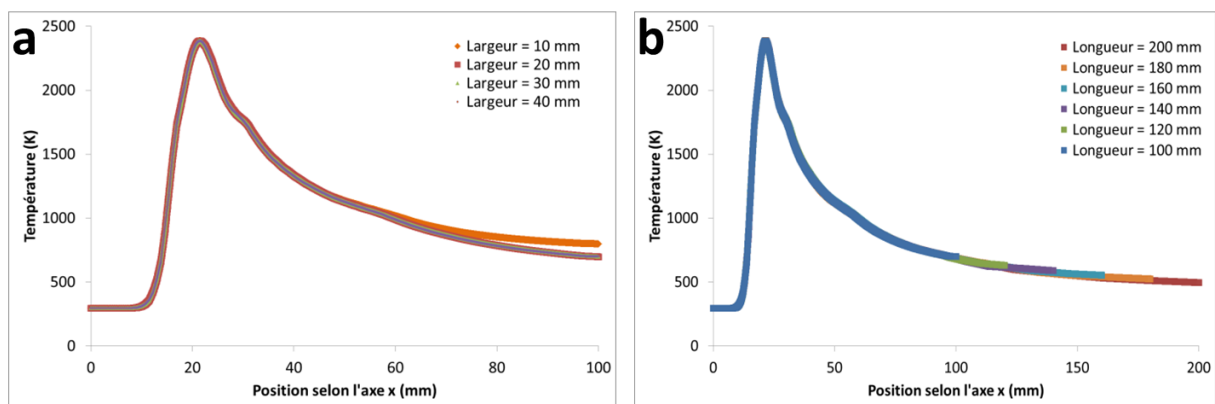 a
2500
2000
1500
1000
500
0
0 20 40 60 80 100
Température (K)
Position selon l'axe x (mm)
Largeur = 10 mm
Largeur = 20 mm
Largeur = 30 mm
Largeur = 40 mm
b
2500
2000
1500
1000
500
0
0 50 100 150 200
Température (K)
Position selon l'axe x (mm)
Longueur = 200 mm
Longueur = 180 mm
Longueur = 160 mm
Longueur = 140 mm
Longueur = 120 mm
Longueur = 100 mm